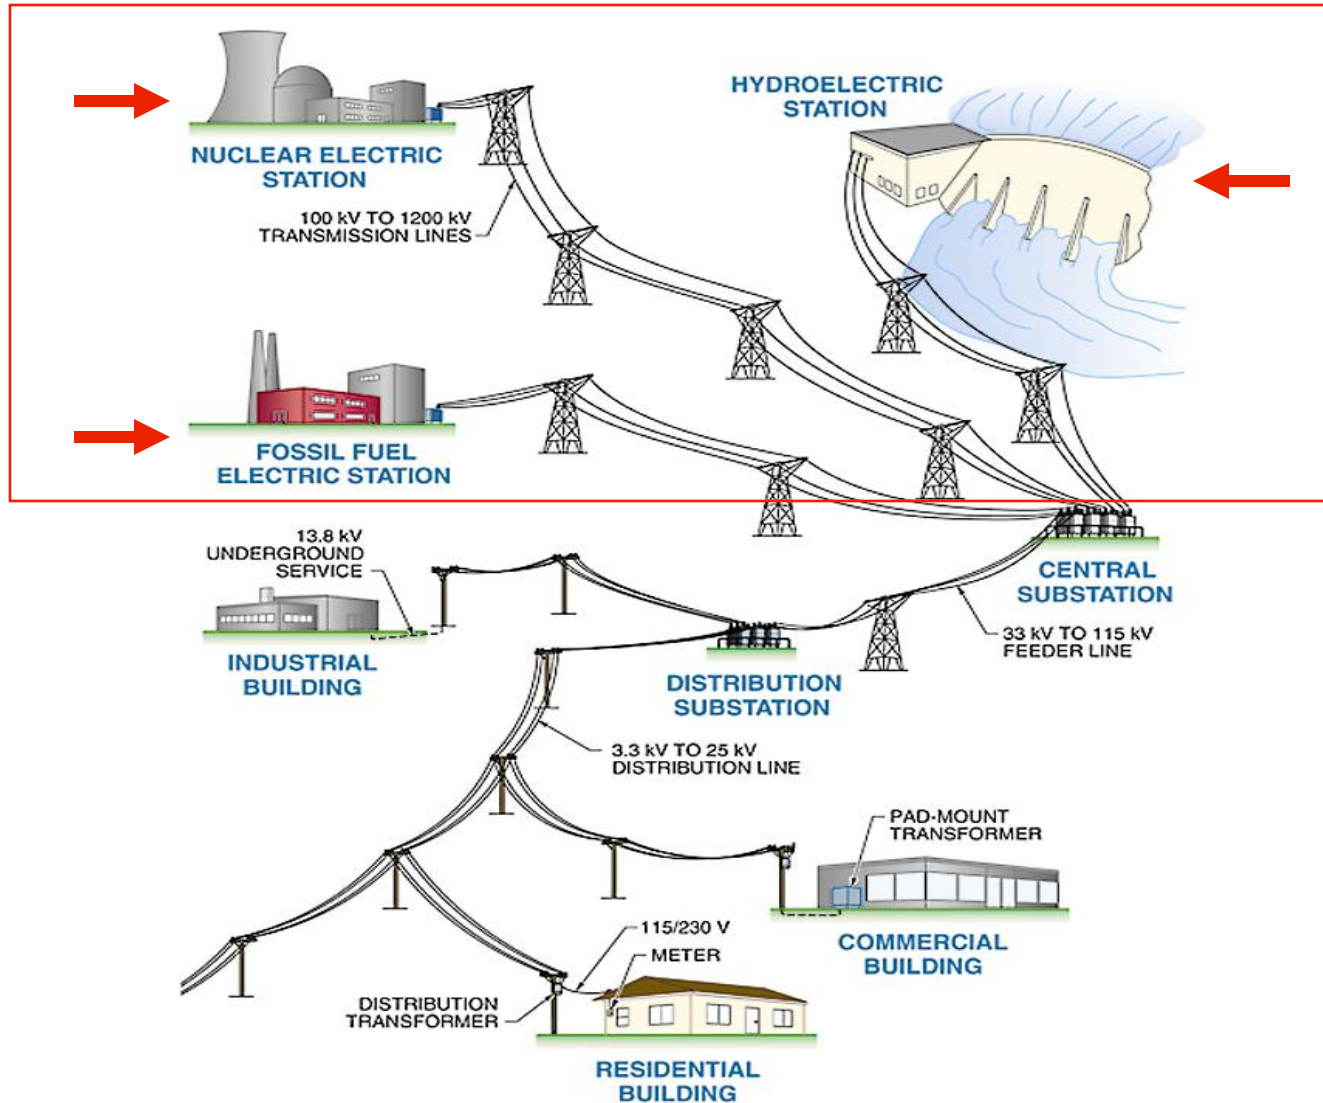 NUCLEAR ELECTRIC
STATION
HYDROELECTRIC
STATION
100 kV TO 1200 kV
TRANSMISSION LINES
FOSSIL FUEL
ELECTRIC STATION
13.8 kV
UNDERGROUND
SERVICE
CENTRAL
SUBSTATION
33 kV TO 115 kV
FEEDER LINE
INDUSTRIAL
BUILDING
DISTRIBUTION
SUBSTATION
3.3 kV TO 25 kV
DISTRIBUTION LINE
PAD-MOUNT
TRANSFORMER
COMMERCIAL
BUILDING
115/230 V
METER
DISTRIBUTION
TRANSFORMER
RESIDENTIAL
BUILDING